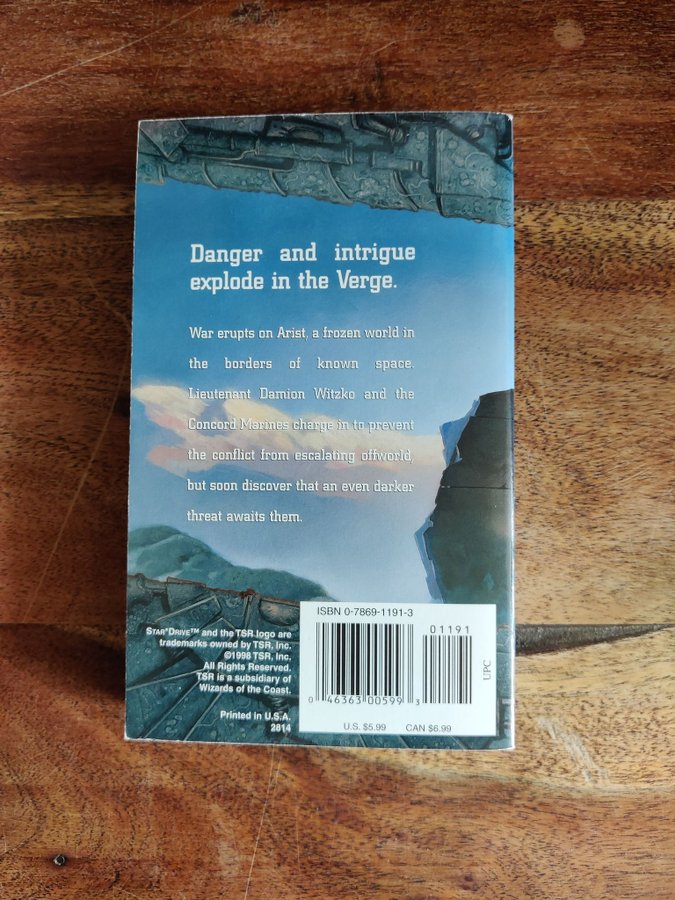 Danger and intrigue
explode in the Verge.
War erupts on Arist, a frozen world in
the borders of known space.
Lieutenant Damion Witzko and the
Concord Marines charge in to prevent
the conflict from escalating offworld,
but soon discover that an even darker
threat awaits them.
STAR*DRIVE™ and the TSR logo are
trademarks owned by TSR, Inc.
©1998 TSR, Inc.
All Rights Reserved.
TSR is a subsidiary of
Wizards of the Coast.
Printed in U.S.A.
2814
ISBN 0-7869-1191-3
01191
0 46363 00599 3
UPC
U.S. $5.99 CAN $6.99